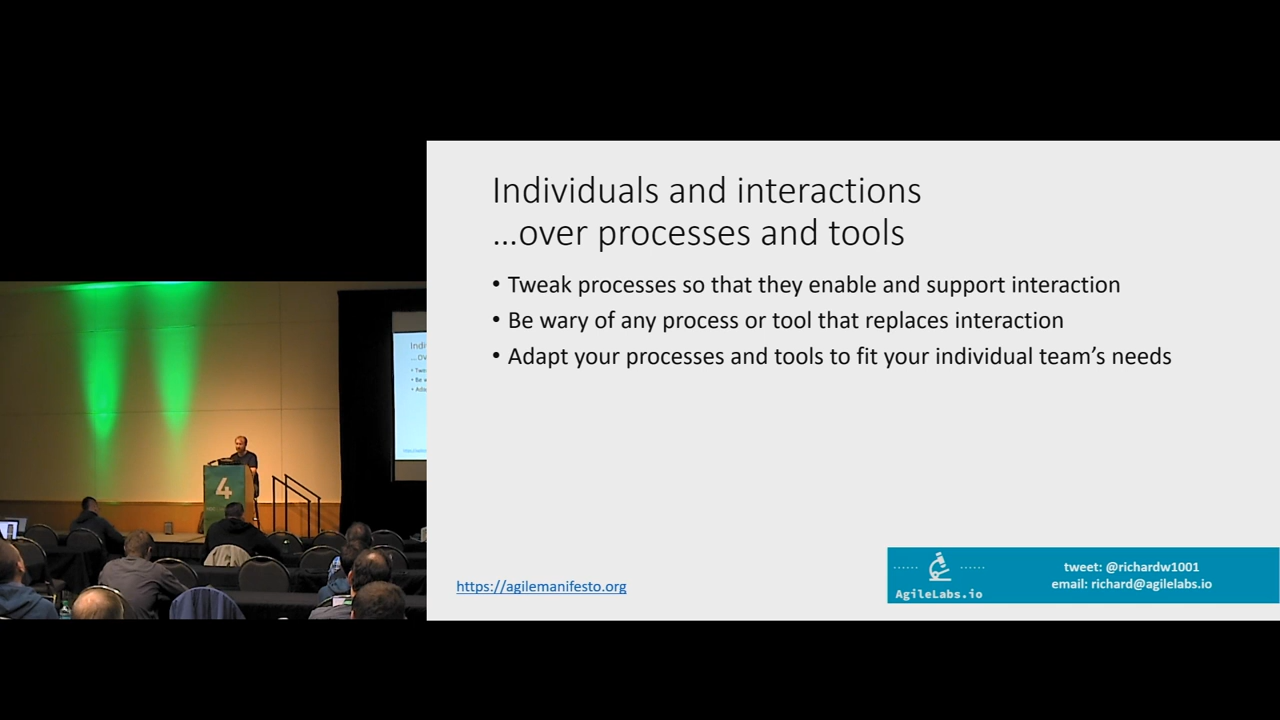 Individuals and interactions
...over processes and tools
• Tweak processes so that they enable and support interaction
• Be wary of any process or tool that replaces interaction
• Adapt your processes and tools to fit your individual team’s needs
https://agilemanifesto.org
AgileLabs.io
tweet: @richardw1001
email: richard@agilelabs.io
4